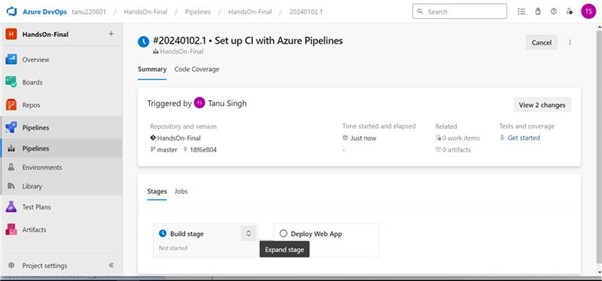 Azure DevOps tanu220601 / HandsOn-Final / Pipelines / HandsOn-Final / 20240102.1
Search
TS
H HandsOn-Final +
Overview
Boards
Repos
Pipelines
Pipelines
Environments
Library
Test Plans
Artifacts
Project settings
#20240102.1 • Set up CI with Azure Pipelines
HandsOn-Final
Cancel
Summary Code Coverage
Triggered by TS Tanu Singh
View 2 changes
Repository and version
HandsOn-Final
master 18f6e804
Time started and elapsed
Just now
-
Related
0 work items
0 artifacts
Tests and coverage
Get started
Stages Jobs
Build stage
Not started
Deploy Web App
Expand stage